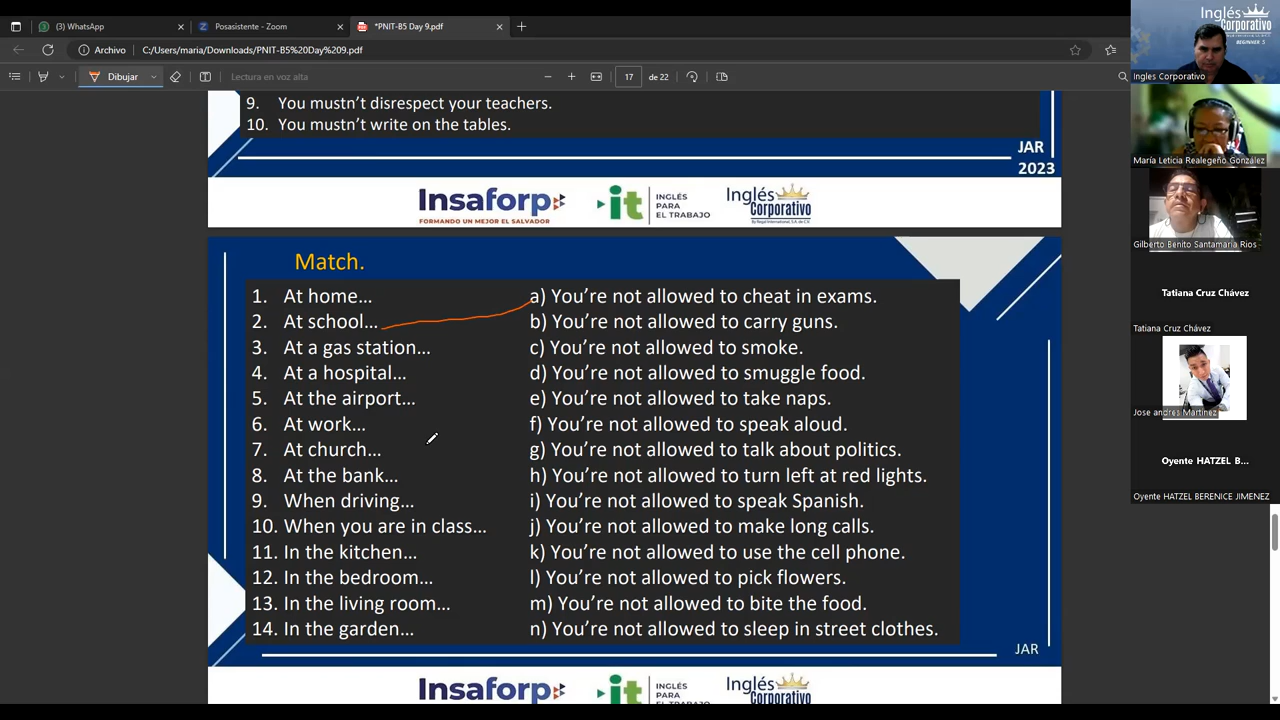 (3) WhatsApp
Posasistente - Zoom
*PNIT-B5 Day 9.pdf
Archivo
C:/Users/maria/Downloads/PNIT-B5%20Day%209.pdf
Dibujar
Lectura en voz alta
17
de 22
9. You mustn't disrespect your teachers.
10. You mustn't write on the tables.
JAR
2023
Insaforp
FORMANDO UN MEJOR EL SALVADOR
it
INGLÉS
PARA
EL TRABAJO
Inglés
Corporativo
Match.
1. At home...
2. At school...
3. At a gas station...
4. At a hospital...
5. At the airport...
6. At work...
7. At church...
8. At the bank...
9. When driving...
10. When you are in class...
11. In the kitchen...
12. In the bedroom...
13. In the living room...
14. In the garden...
a) You're not allowed to cheat in exams.
b) You're not allowed to carry guns.
c) You're not allowed to smoke.
d) You're not allowed to smuggle food.
e) You're not allowed to take naps.
f) You're not allowed to speak aloud.
g) You're not allowed to talk about politics.
h) You're not allowed to turn left at red lights.
i) You're not allowed to speak Spanish.
j) You're not allowed to make long calls.
k) You're not allowed to use the cell phone.
l) You're not allowed to pick flowers.
m) You're not allowed to bite the food.
n) You're not allowed to sleep in street clothes.
JAR
Insaforp
it
INGLÉS
PARA
Inglés
Corporativo
Inglés
Corporativo
BEGINNER 5
Ingles Corporativo
María Leticia Realegeño González
Gilberto Benito Santamaria Rios
Tatiana Cruz Chávez
Tatiana Cruz Chávez
Jose andres Martinez
Oyente HATZEL B...
Oyente HATZEL BERENICE JIMENEZ